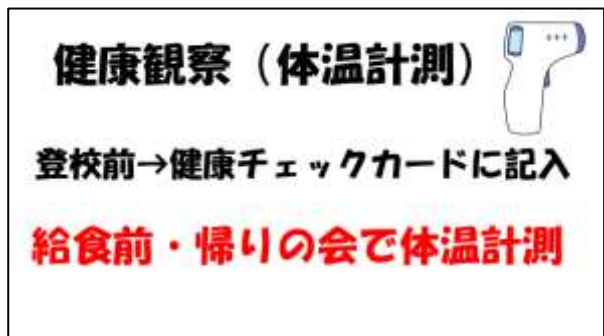 健康観察（体温計測）
登校前→健康チェックカードに記入
給食前・帰りの会で体温計測